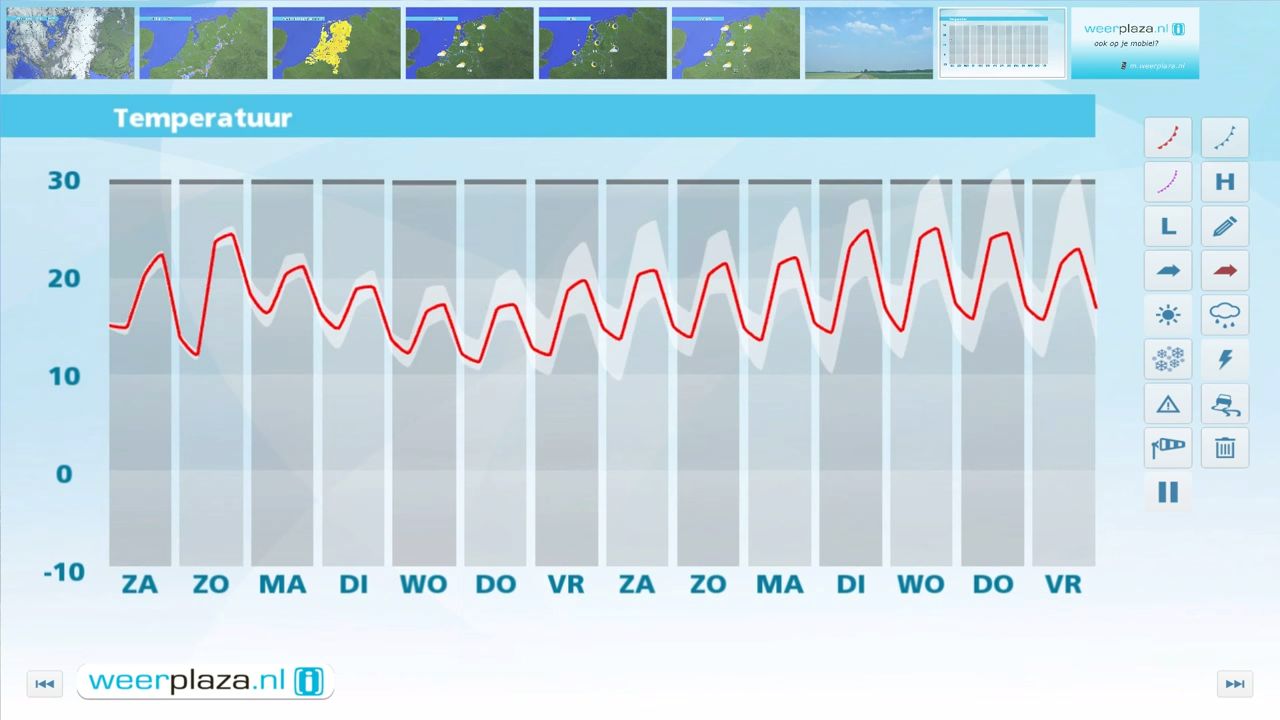 weerplaza.nl
ook op je mobiel?
m.weerplaza.nl
Temperatuur
30
20
10
0
-10
ZA ZO MA DI WO DO VR ZA ZO MA DI WO DO VR
H
L
weerplaza.nl